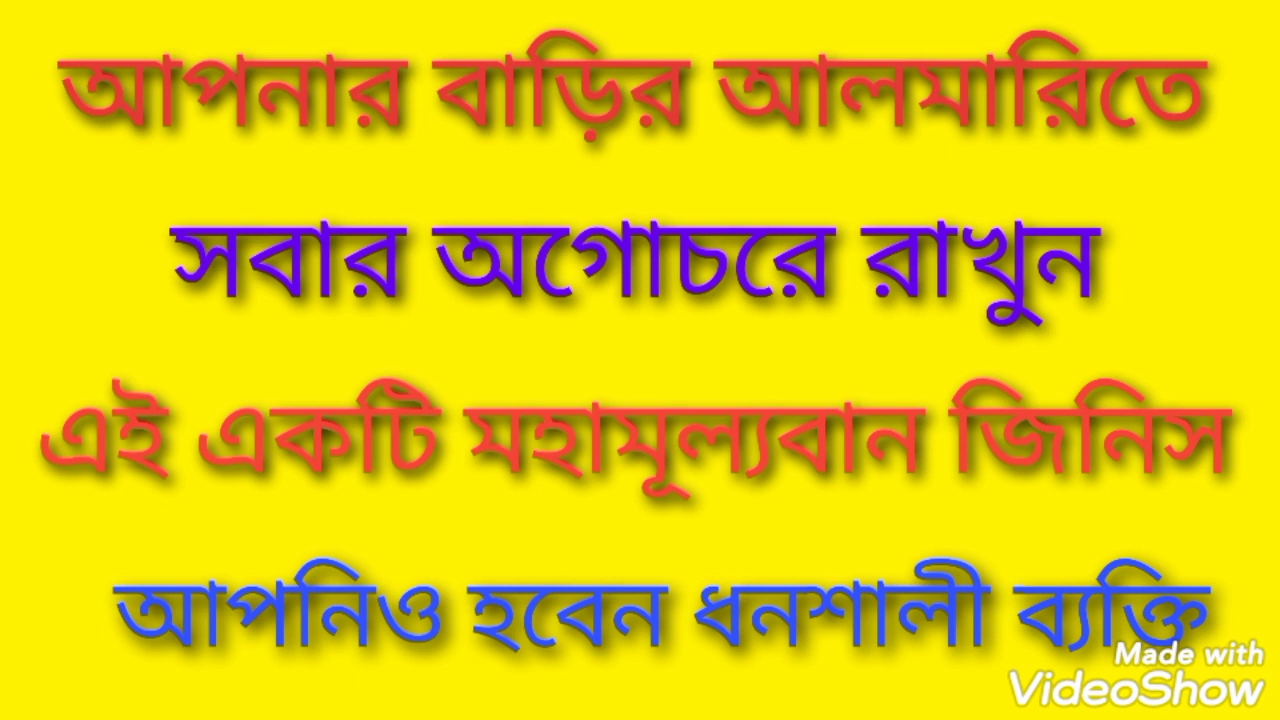 আপনার বাড়ির আলমারিতে
সবার অগোচরে রাখুন
এই একটি মহামূল্যবান জিনিস
আপনিও হবেন ধনশালী ব্যক্তি
Made with
VideoShow